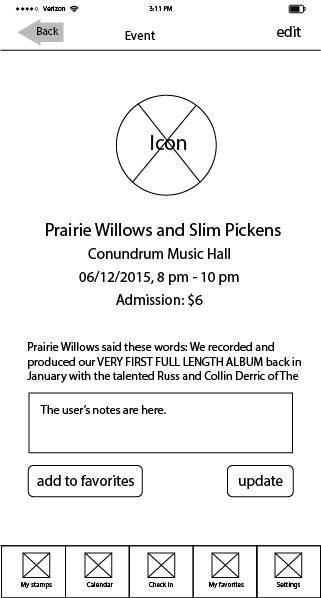 Verizon 3:11 PM
Back Event edit
Icon
Prairie Willows and Slim Pickens
Conundrum Music Hall
06/12/2015, 8 pm - 10 pm
Admission: $6
Prairie Willows said these words: We recorded and
produced our VERY FIRST FULL LENGTH ALBUM back in
January with the talented Russ and Collin Derric of The
The user's notes are here.
add to favorites update
My stamps Calendar Check in My favorites Settings